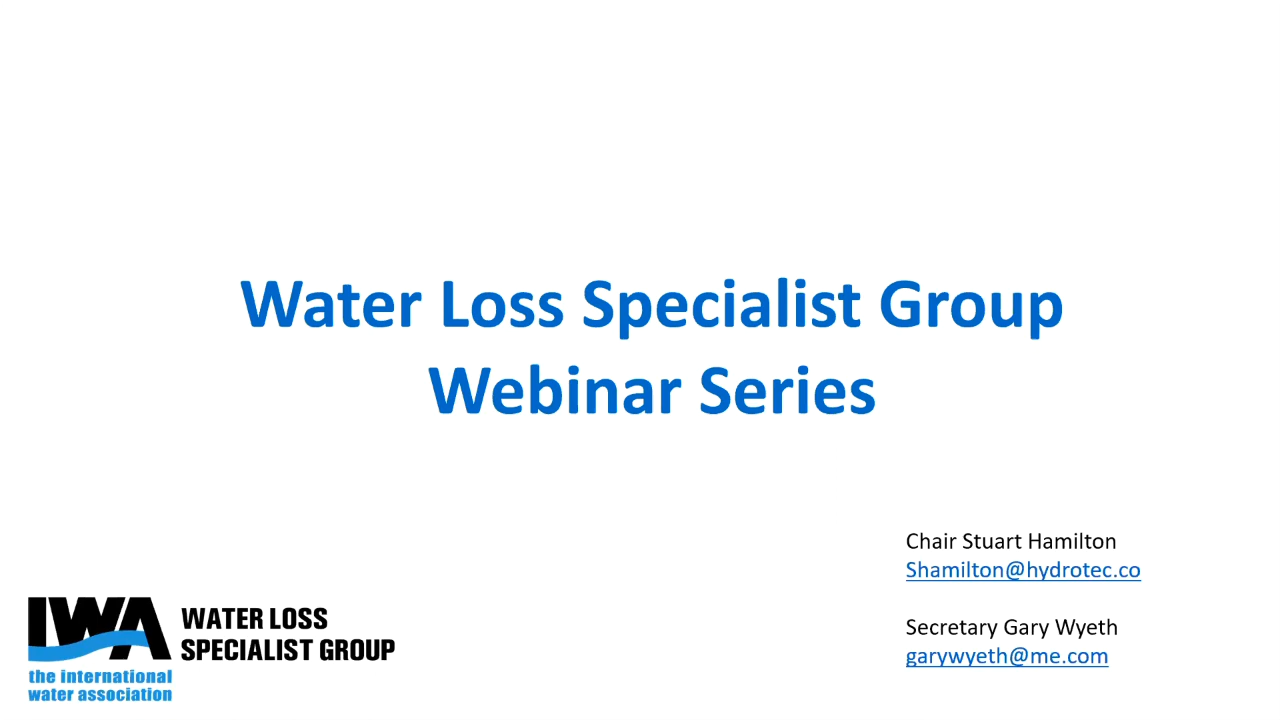 Water Loss Specialist Group
Webinar Series
Chair Stuart Hamilton
Shamilton@hydrotec.co
Secretary Gary Wyeth
garywyeth@me.com
IWA
the international
water association
WATER LOSS
SPECIALIST GROUP